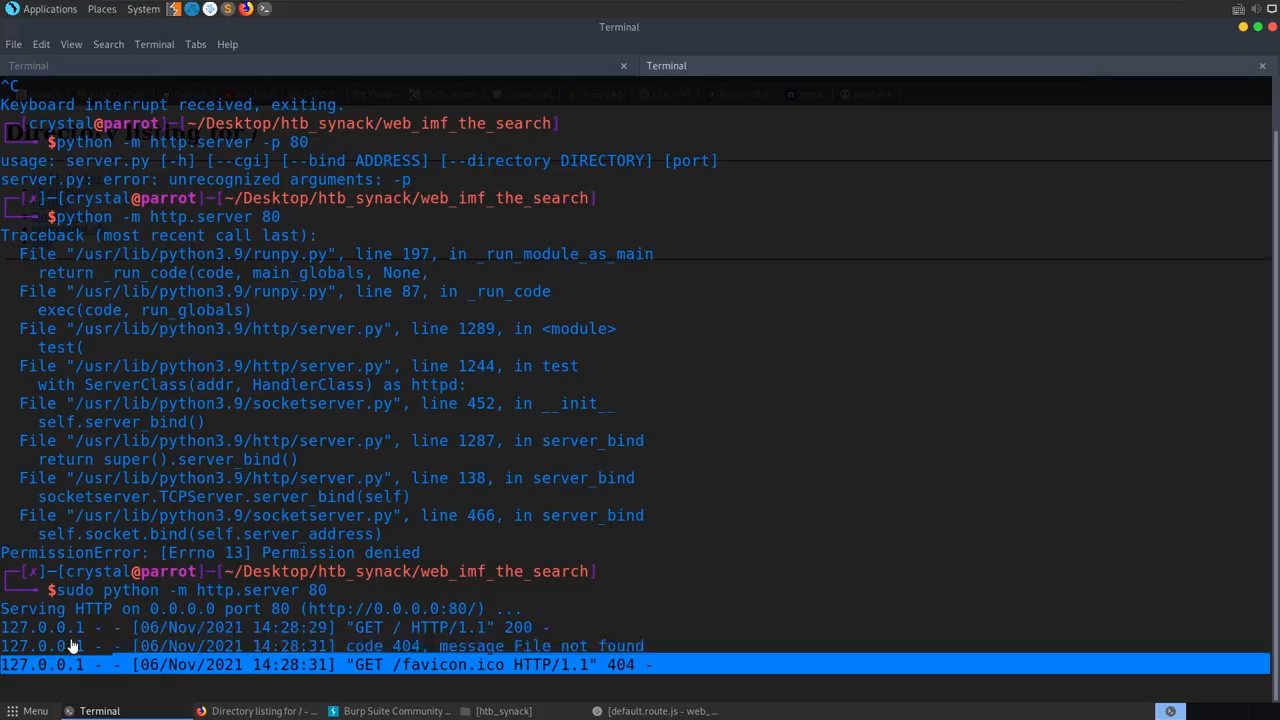 Applications Places System
Terminal
File Edit View Search Terminal Tabs Help
Terminal Terminal
^C
Keyboard interrupt received, exiting.
┌─[crystal@parrot]─[~/Desktop/htb_synack/web_imf_the_search]
Directory listing for /
└──╼ $python -m http.server -p 80
usage: server.py [-h] [--cgi] [--bind ADDRESS] [--directory DIRECTORY] [port]
server.py: error: unrecognized arguments: -p
┌─[✗]─[crystal@parrot]─[~/Desktop/htb_synack/web_imf_the_search]
└──╼ $python -m http.server 80
Traceback (most recent call last):
  File "/usr/lib/python3.9/runpy.py", line 197, in _run_module_as_main
    return _run_code(code, main_globals, None,
  File "/usr/lib/python3.9/runpy.py", line 87, in _run_code
    exec(code, run_globals)
  File "/usr/lib/python3.9/http/server.py", line 1289, in <module>
    test(
  File "/usr/lib/python3.9/http/server.py", line 1244, in test
    with ServerClass(addr, HandlerClass) as httpd:
  File "/usr/lib/python3.9/socketserver.py", line 452, in __init__
    self.server_bind()
  File "/usr/lib/python3.9/http/server.py", line 1287, in server_bind
    return super().server_bind()
  File "/usr/lib/python3.9/http/server.py", line 138, in server_bind
    socketserver.TCPServer.server_bind(self)
  File "/usr/lib/python3.9/socketserver.py", line 466, in server_bind
    self.socket.bind(self.server_address)
PermissionError: [Errno 13] Permission denied
┌─[✗]─[crystal@parrot]─[~/Desktop/htb_synack/web_imf_the_search]
└──╼ $sudo python -m http.server 80
Serving HTTP on 0.0.0.0 port 80 (http://0.0.0.0:80/) ...
127.0.0.1 - - [06/Nov/2021 14:28:29] "GET / HTTP/1.1" 200 -
127.0.0.1 - - [06/Nov/2021 14:28:31] code 404, message File not found
127.0.0.1 - - [06/Nov/2021 14:28:31] "GET /favicon.ico HTTP/1.1" 404 -
Menu Terminal Directory listing for / - ... Burp Suite Community ... [htb_synack] [default.route.js - web_...